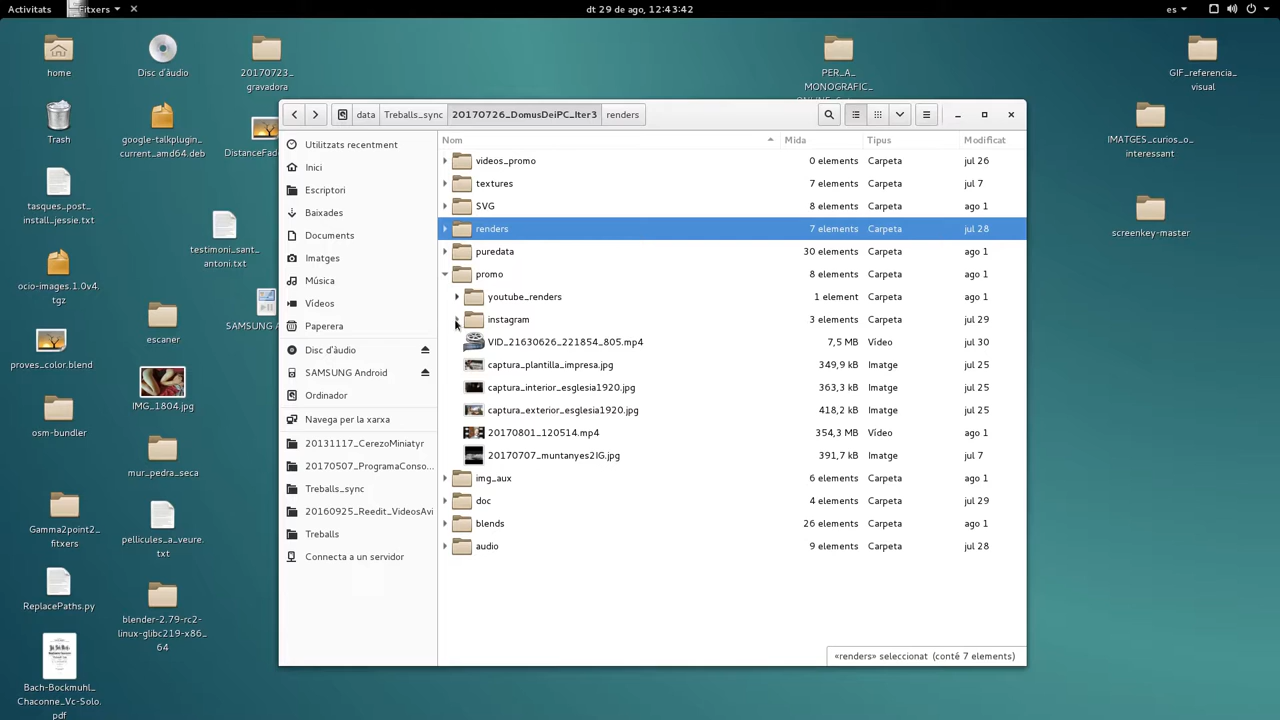 Activitats Fitxers dt 29 de ago, 12:43:42 es
home
Disc d'àudio
20170723_
gravadora
PER_A_
MONOGRAFIC_
GIF_referencia_
visual
Trash
google-talkplugin_
current_amd64.deb
DistanceFad
IMATGES_curios_o_
interessant
tasques_post_
install_jessie.txt
testimoni_sant_
antoni.txt
screenkey-master
ocio-images.1.0v4.
tgz
escaner
SAMSUNG A
proves_color.blend
IMG_1804.jpg
osm-bundler
mur_pedra_seca
Gamma2point2_
fitxers
pellicules_a_veure.
txt
ReplacePaths.py
blender-2.79-rc2-
linux-glibc219-x86_
64
Bach-Bockmuhl_
Chaconne_Vc-Solo.
pdf
data Treballs_sync 20170726_DomusDeiPC_Iter3 renders
Utilitzats recentment
Inici
Escriptori
Baixades
Documents
Imatges
Música
Vídeos
Paperera
Disc d'àudio
SAMSUNG Android
Ordinador
Navega per la xarxa
20131117_CerezoMiniatyr
20170507_ProgramaConso...
Treballs_sync
20160925_Reedit_VideosAvi
Treballs
Connecta a un servidor
Nom Mida Tipus Modificat
videos_promo 0 elements Carpeta jul 26
textures 7 elements Carpeta jul 7
SVG 8 elements Carpeta ago 1
renders 7 elements Carpeta jul 28
puredata 30 elements Carpeta ago 1
promo 8 elements Carpeta ago 1
youtube_renders 1 element Carpeta ago 1
instagram 3 elements Carpeta jul 29
VID_21630626_221854_805.mp4 7,5 MB Vídeo jul 30
captura_plantilla_impresa.jpg 349,9 kB Imatge jul 25
captura_interior_esglesia1920.jpg 363,3 kB Imatge jul 25
captura_exterior_esglesia1920.jpg 418,2 kB Imatge jul 25
20170801_120514.mp4 354,3 MB Vídeo ago 1
20170707_muntanyes2IG.jpg 391,7 kB Imatge jul 7
img_aux 6 elements Carpeta ago 1
doc 4 elements Carpeta jul 29
blends 26 elements Carpeta ago 1
audio 9 elements Carpeta jul 28
«renders» seleccionat (conté 7 elements)